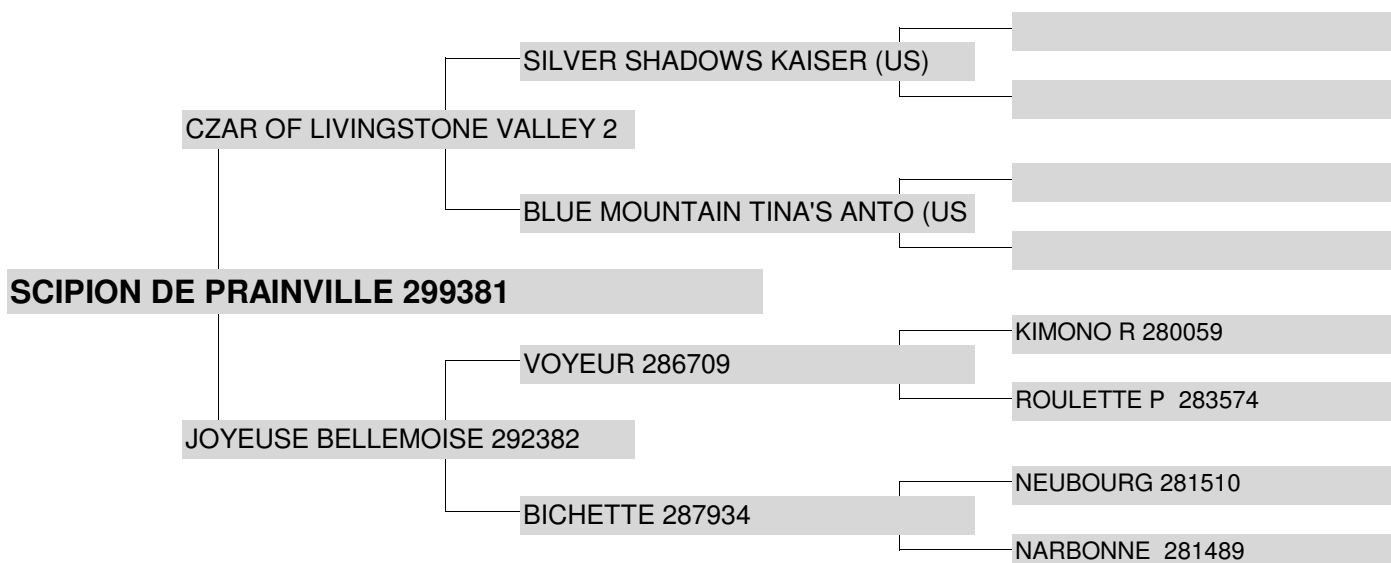 SILVER SHADOWS KAISER (US)
CZAR OF LIVINGSTONE VALLEY 2
BLUE MOUNTAIN TINA'S ANTO (US
SCIPION DE PRAINVILLE 299381
KIMONO R 280059
VOYEUR 286709
ROULETTE P 283574
JOYEUSE BELLEMOISE 292382
NEUBOURG 281510
BICHETTE 287934
NARBONNE 281489